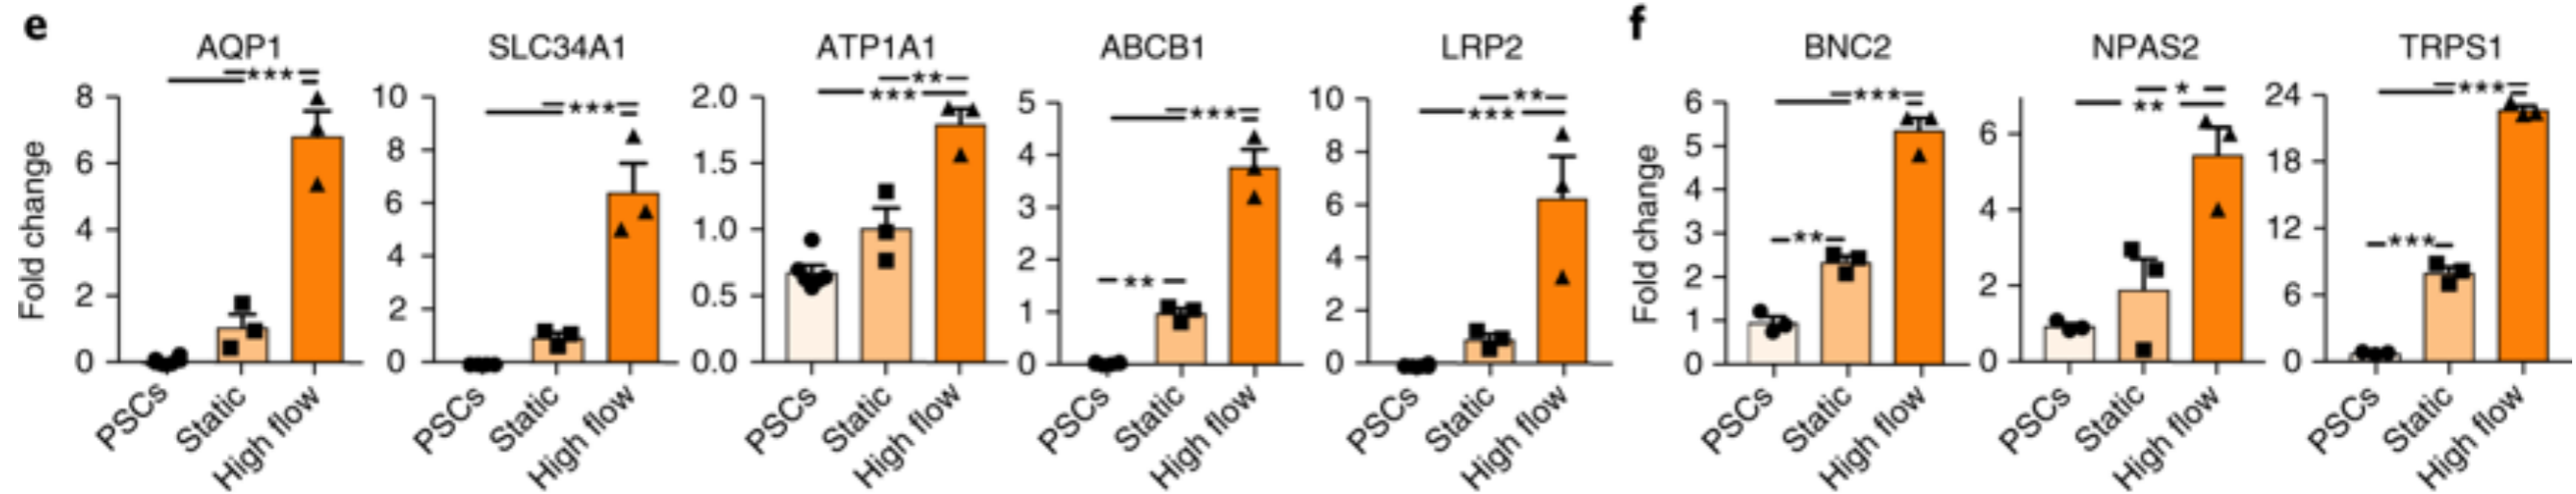 e
f
AQP1
SLC34A1
ATP1A1
ABCB1
LRP2
BNC2
NPAS2
TRPS1
Fold change
8
6
4
2
0
***
PSCs
Static
High flow
10
8
6
4
2
0
***
PSCs
Static
High flow
2.0
1.5
1.0
0.5
0.0
**
***
PSCs
Static
High flow
5
4
3
2
1
0
***
**
PSCs
Static
High flow
10
8
6
4
2
0
**
***
PSCs
Static
High flow
Fold change
6
5
4
3
2
1
0
***
**
PSCs
Static
High flow
6
4
2
0
*
**
PSCs
Static
High flow
24
18
12
6
0
***
***
PSCs
Static
High flow